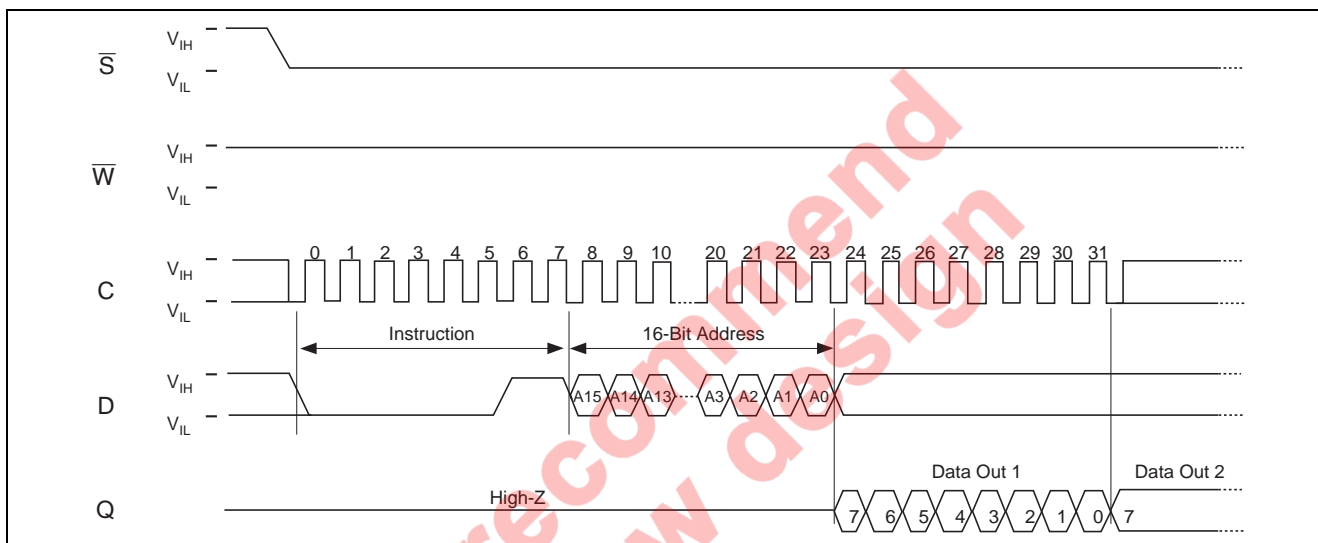 S
VIH
VIL
W
VIH
VIL
C
VIH
VIL
0 1 2 3 4 5 6 7 8 9 10 20 21 22 23 24 25 26 27 28 29 30 31
Instruction
16-Bit Address
D
VIH
VIL
A15 A14 A13 A3 A2 A1 A0
Q
High-Z
Data Out 1
Data Out 2
7 6 5 4 3 2 1 0 7
recommend
w design